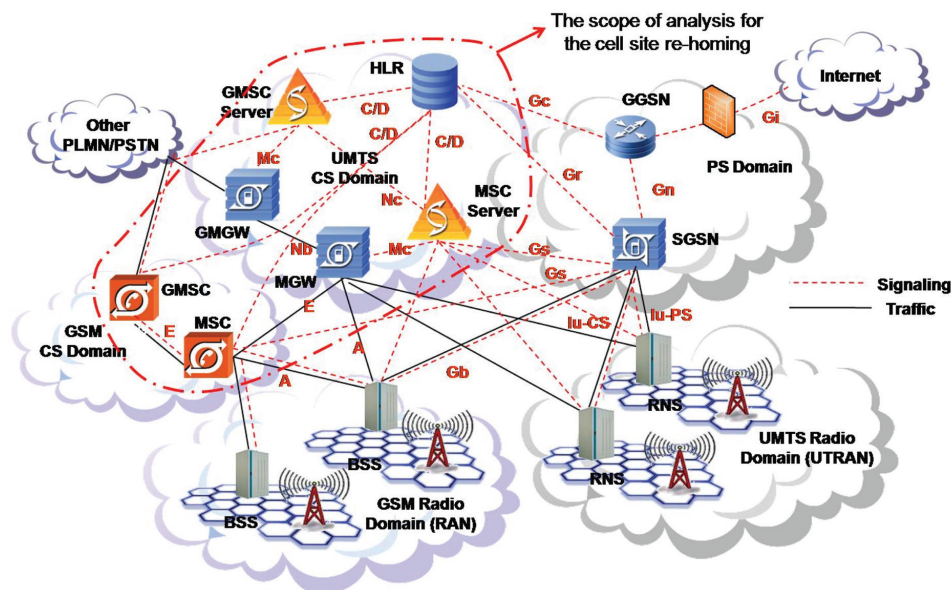 The scope of analysis for
the cell site re-homing
HLR
GMSC
Server
C/D
Gc
GGSN
Internet
Gi
Other
PLMN/PSTN
C/D
C/D
Mc
UMTS
CS Domain
Gr
PS Domain
MSC
Server
Gn
Nc
GMGW
Nb
Mc
Gs
SGSN
MGW
Gs
GMSC
Signaling
Traffic
E
MSC
E
Iu-CS
Iu-PS
GSM
CS Domain
A
A
Gb
RNS
BSS
RNS
UMTS Radio
Domain (UTRAN)
BSS
GSM Radio
Domain (RAN)